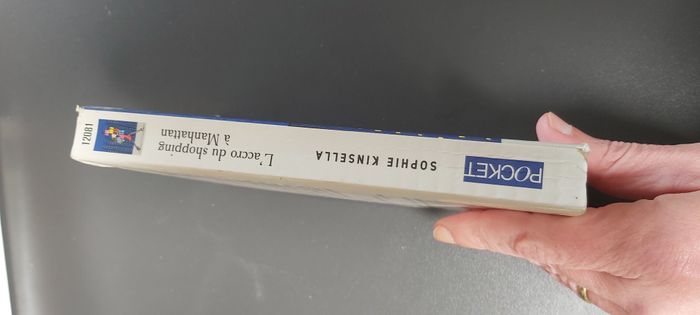 POCKET
SOPHIE KINSELLA
L'accro du shopping
à Manhattan
12081